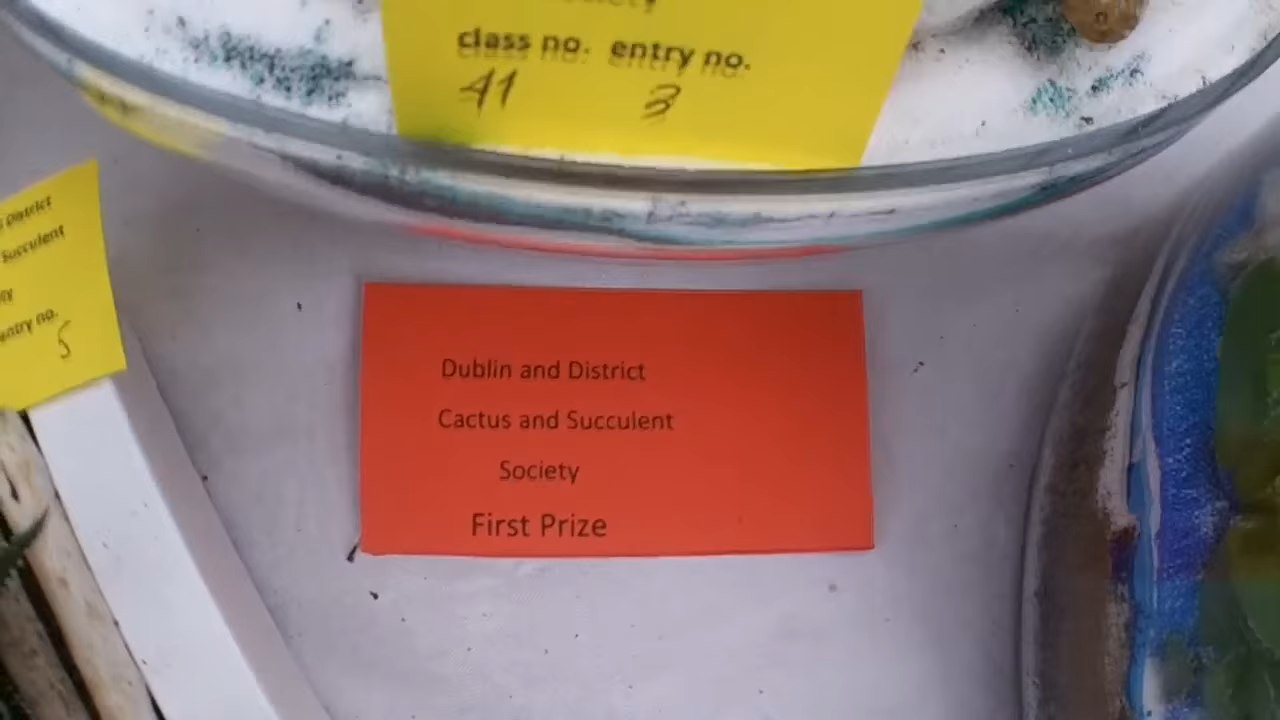 class no. entry no.
41 3
District
Succulent
entry no.
5
Dublin and District
Cactus and Succulent
Society
First Prize